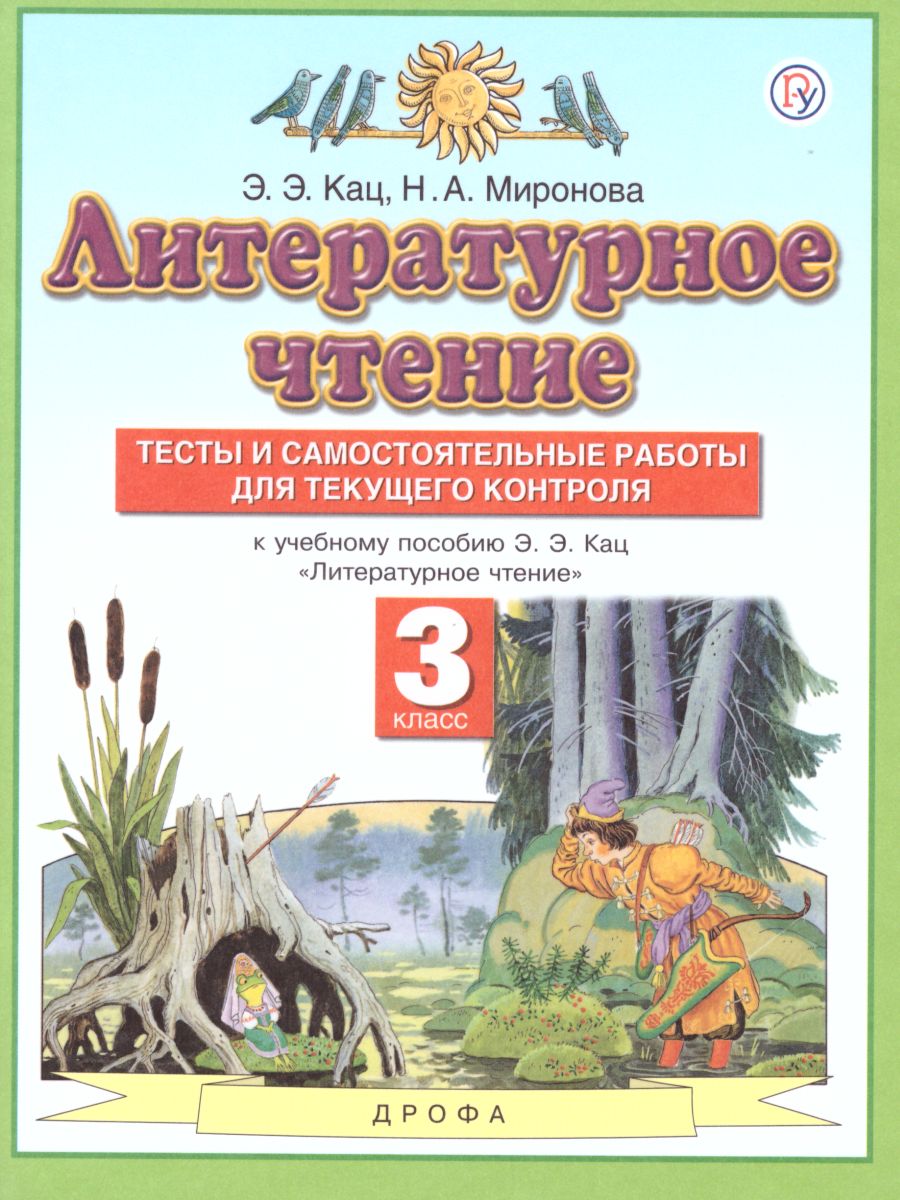 Р-у
Э. Э. Кац, Н. А. Миронова
Литературное
чтение
ТЕСТЫ И САМОСТОЯТЕЛЬНЫЕ РАБОТЫ
ДЛЯ ТЕКУЩЕГО КОНТРОЛЯ
к учебному пособию Э. Э. Кац
«Литературное чтение»
3
класс
ДРОФА